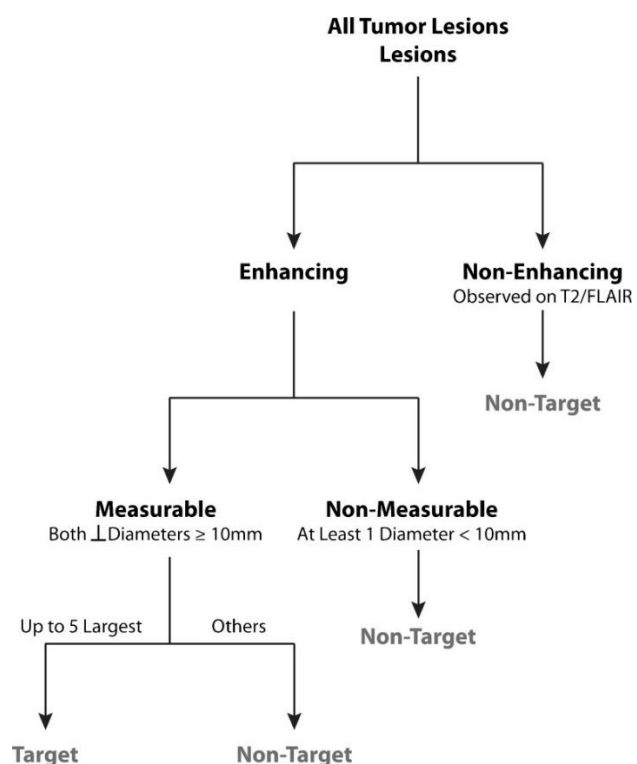 All Tumor Lesions
Lesions
Enhancing
Non-Enhancing
Observed on T2/FLAIR
Non-Target
Measurable
Both ⊥Diameters ≥ 10mm
Non-Measurable
At Least 1 Diameter < 10mm
Non-Target
Up to 5 Largest
Others
Target
Non-Target